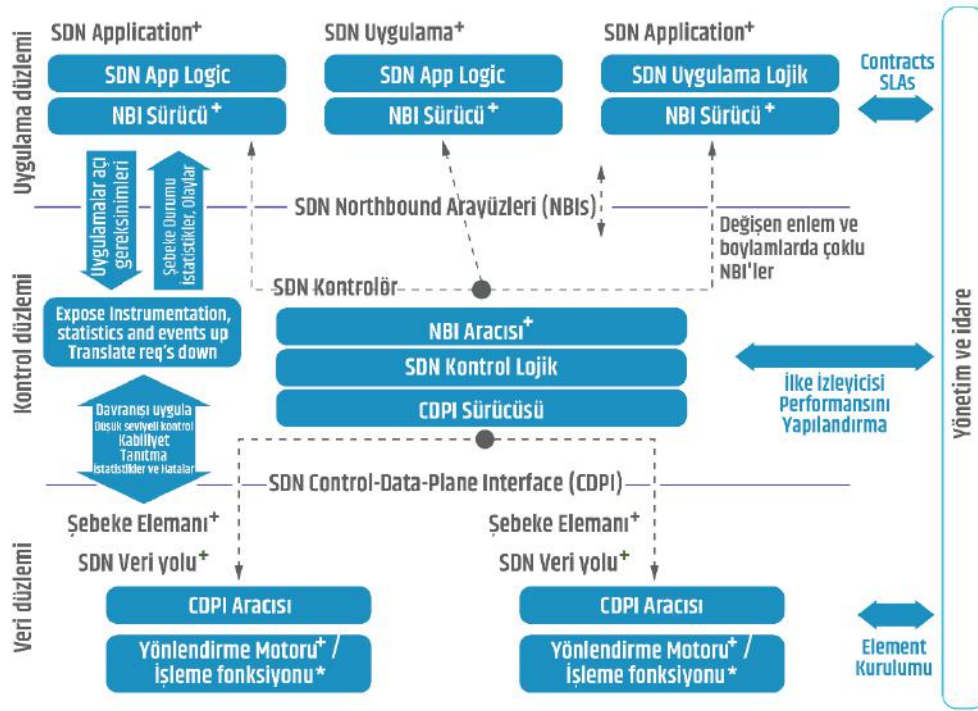 Uygulama düzlemi
SDN Application+
SDN App Logic
NBI Sürücü+
SDN Uygulama+
SDN App Logic
NBI Sürücü+
SDN Application+
SDN Uygulama Lojik
NBI Sürücü+
Contracts
SLAs
Uygulamalar açı
gereksinimleri
Şebeke Durumu
İstatistikler, Olaylar
SDN Northbound Arayüzleri (NBIs)
Değişen enlem ve
boylamlarda çoklu
NBI'ler
Kontrol düzlemi
Expose Instrumentation,
statistics and events up
Translate req's down
SDN Kontrolör
NBI Aracısı+
SDN Kontrol Lojik
CDPI Sürücüsü
İlke İzleyicisi
Performansını
Yapılandırma
Yönetim ve idare
Davranışı uygula
Düşük seviyeli kontrol
Kabiliyet
Tanıtma
İstatistikler ve Hatalar
SDN Control-Data-Plane Interface (CDPI)
Veri düzlemi
Şebeke Elemanı+
SDN Veri yolu+
CDPI Aracısı
Yönlendirme Motoru+ /
İşleme fonksiyonu*
Şebeke Elemanı+
SDN Veri yolu+
CDPI Aracısı
Yönlendirme Motoru+ /
İşleme fonksiyonu*
Element
Kurulumu